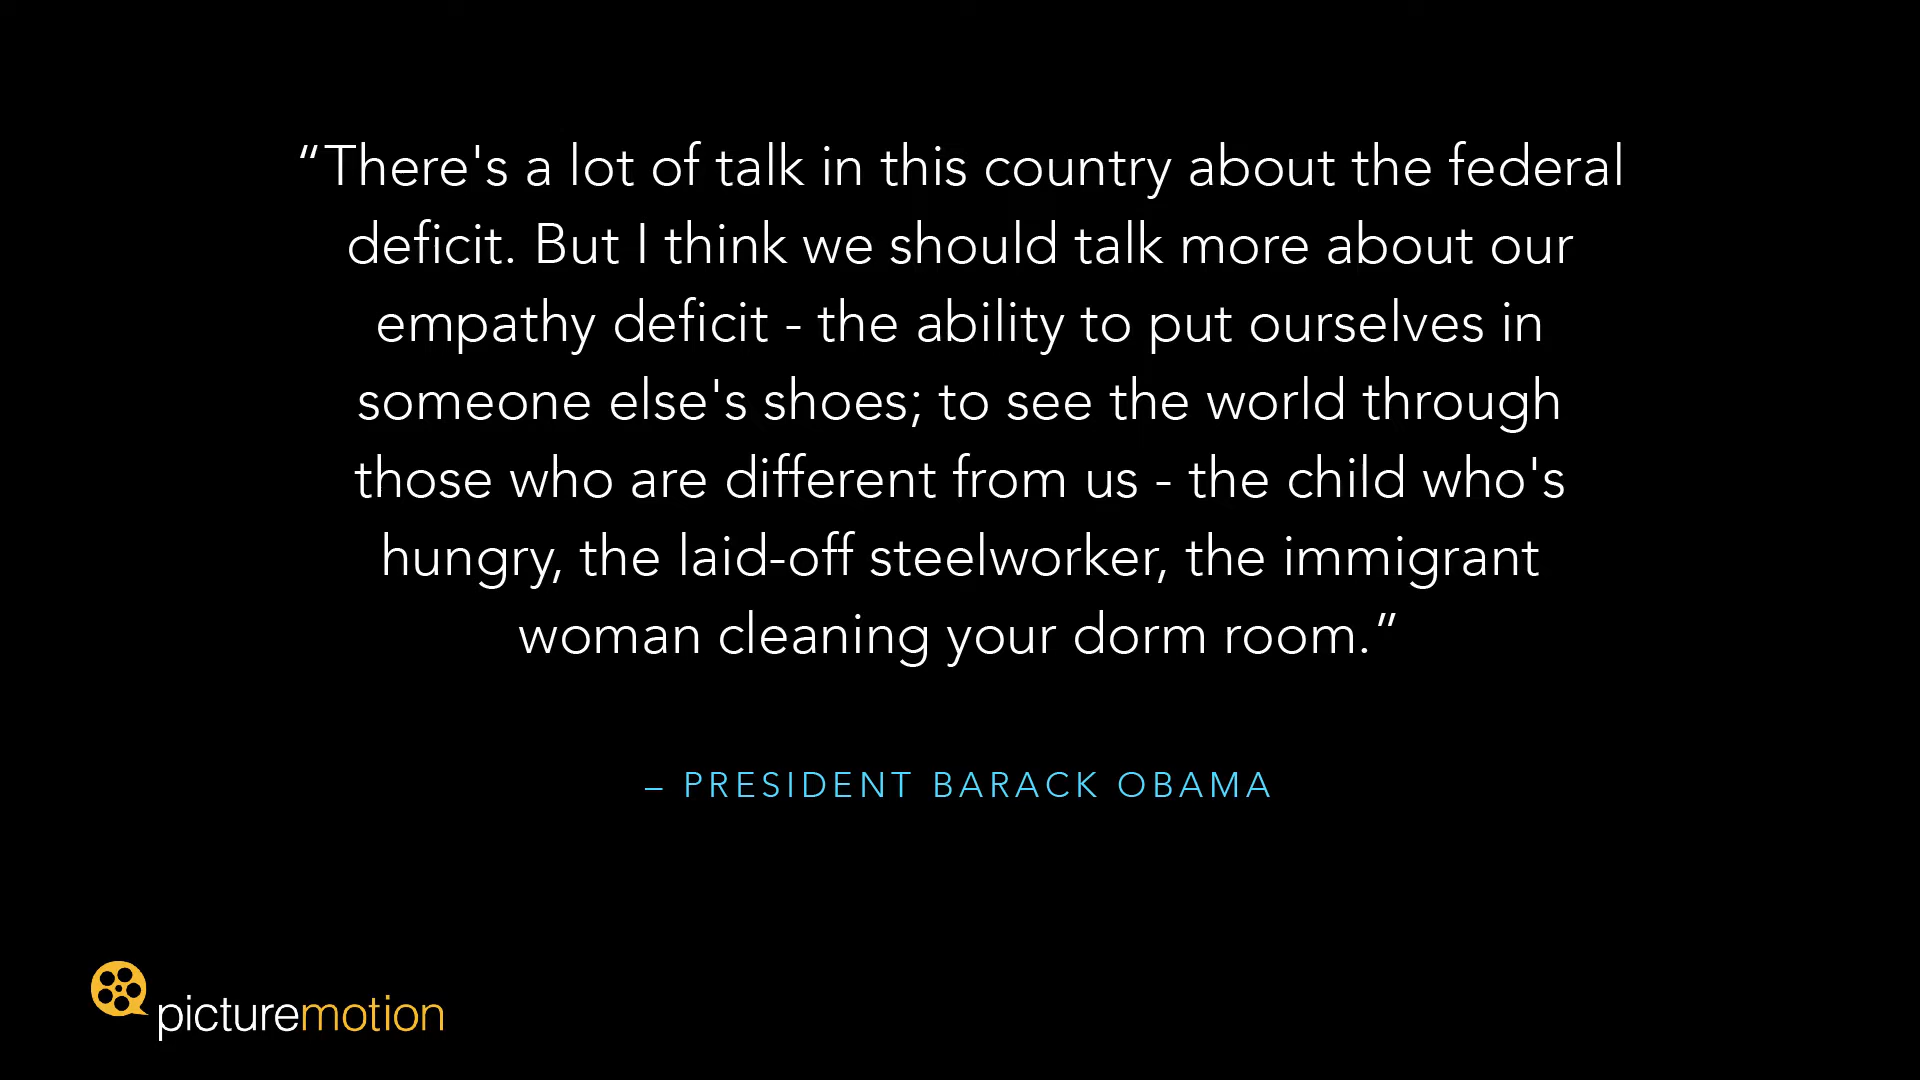 “There's a lot of talk in this country about the federal
deficit. But I think we should talk more about our
empathy deficit - the ability to put ourselves in
someone else's shoes; to see the world through
those who are different from us - the child who's
hungry, the laid-off steelworker, the immigrant
woman cleaning your dorm room.”
– PRESIDENT BARACK OBAMA
picturemotion